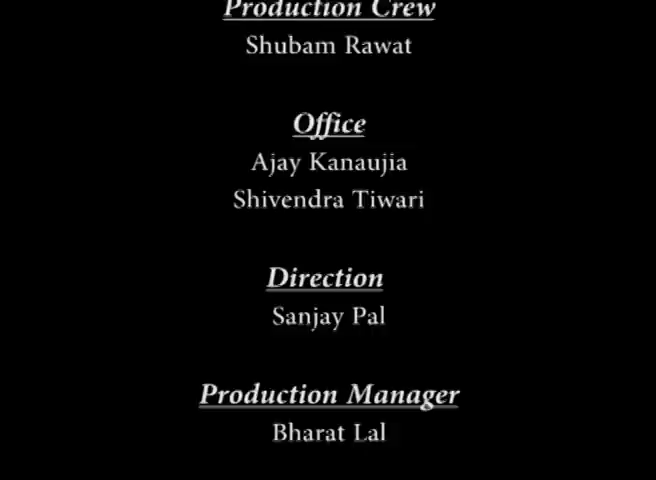 Production Crew
Shubam Rawat
Office
Ajay Kanaujia
Shivendra Tiwari
Direction
Sanjay Pal
Production Manager
Bharat Lal